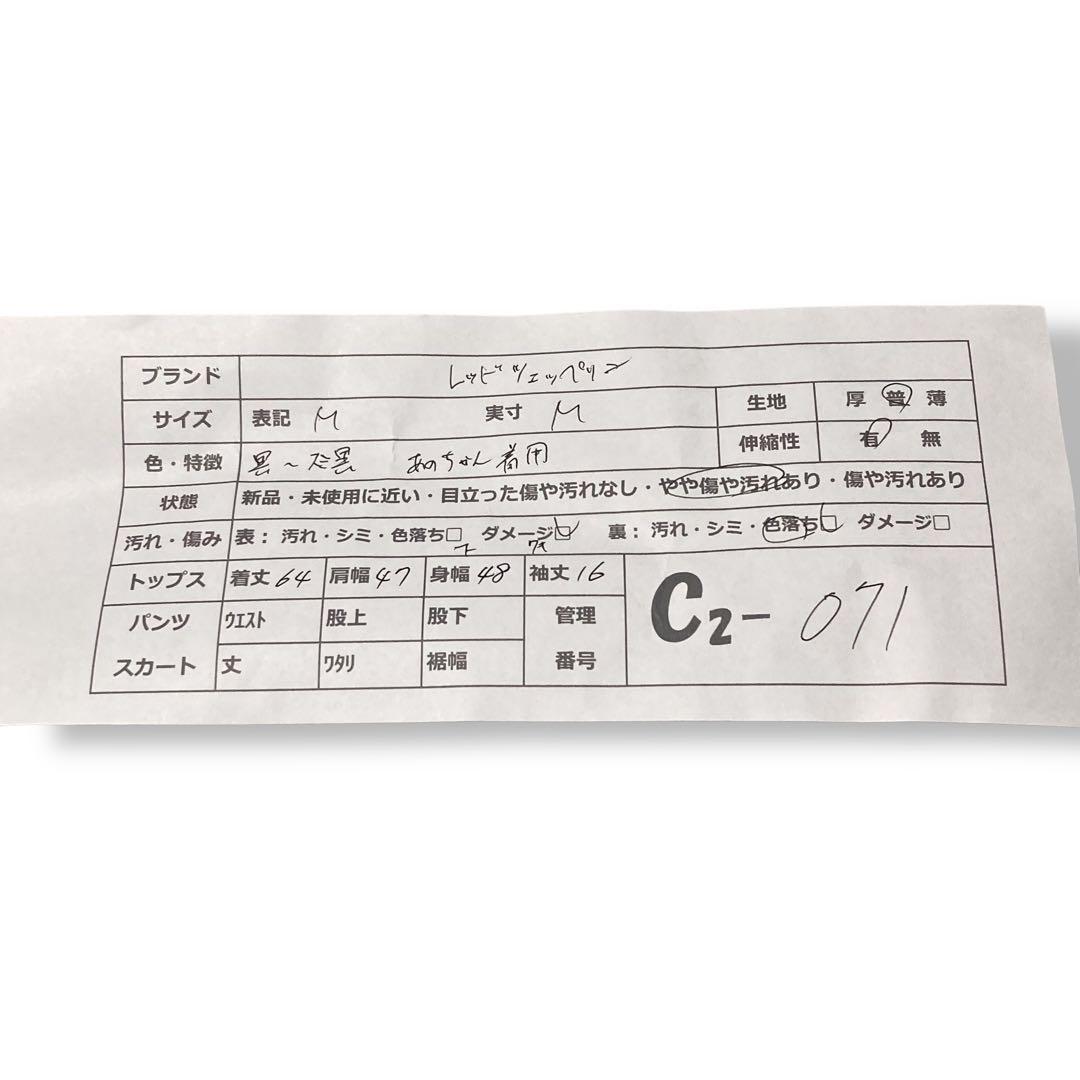 ブランド レッドツェッペリン
サイズ 表記 M 実寸 M 生地 厚 普 薄
伸縮性 有 無
色・特徴 黒〜 黒 あのちゃん着用
状態 新品・未使用に近い・目立った傷や汚れなし・やや傷や汚れあり・傷や汚れあり
汚れ・傷み 表：汚れ・シミ・色落ち□ ダメージ☑ 裏：汚れ・シミ・色落ち☑ ダメージ□
トップス 着丈 64 肩幅 47 身幅 48 袖丈 16
パンツ ウエスト 股上 股下 管理
スカート 丈 ワタリ 裾幅 番号
C2-071